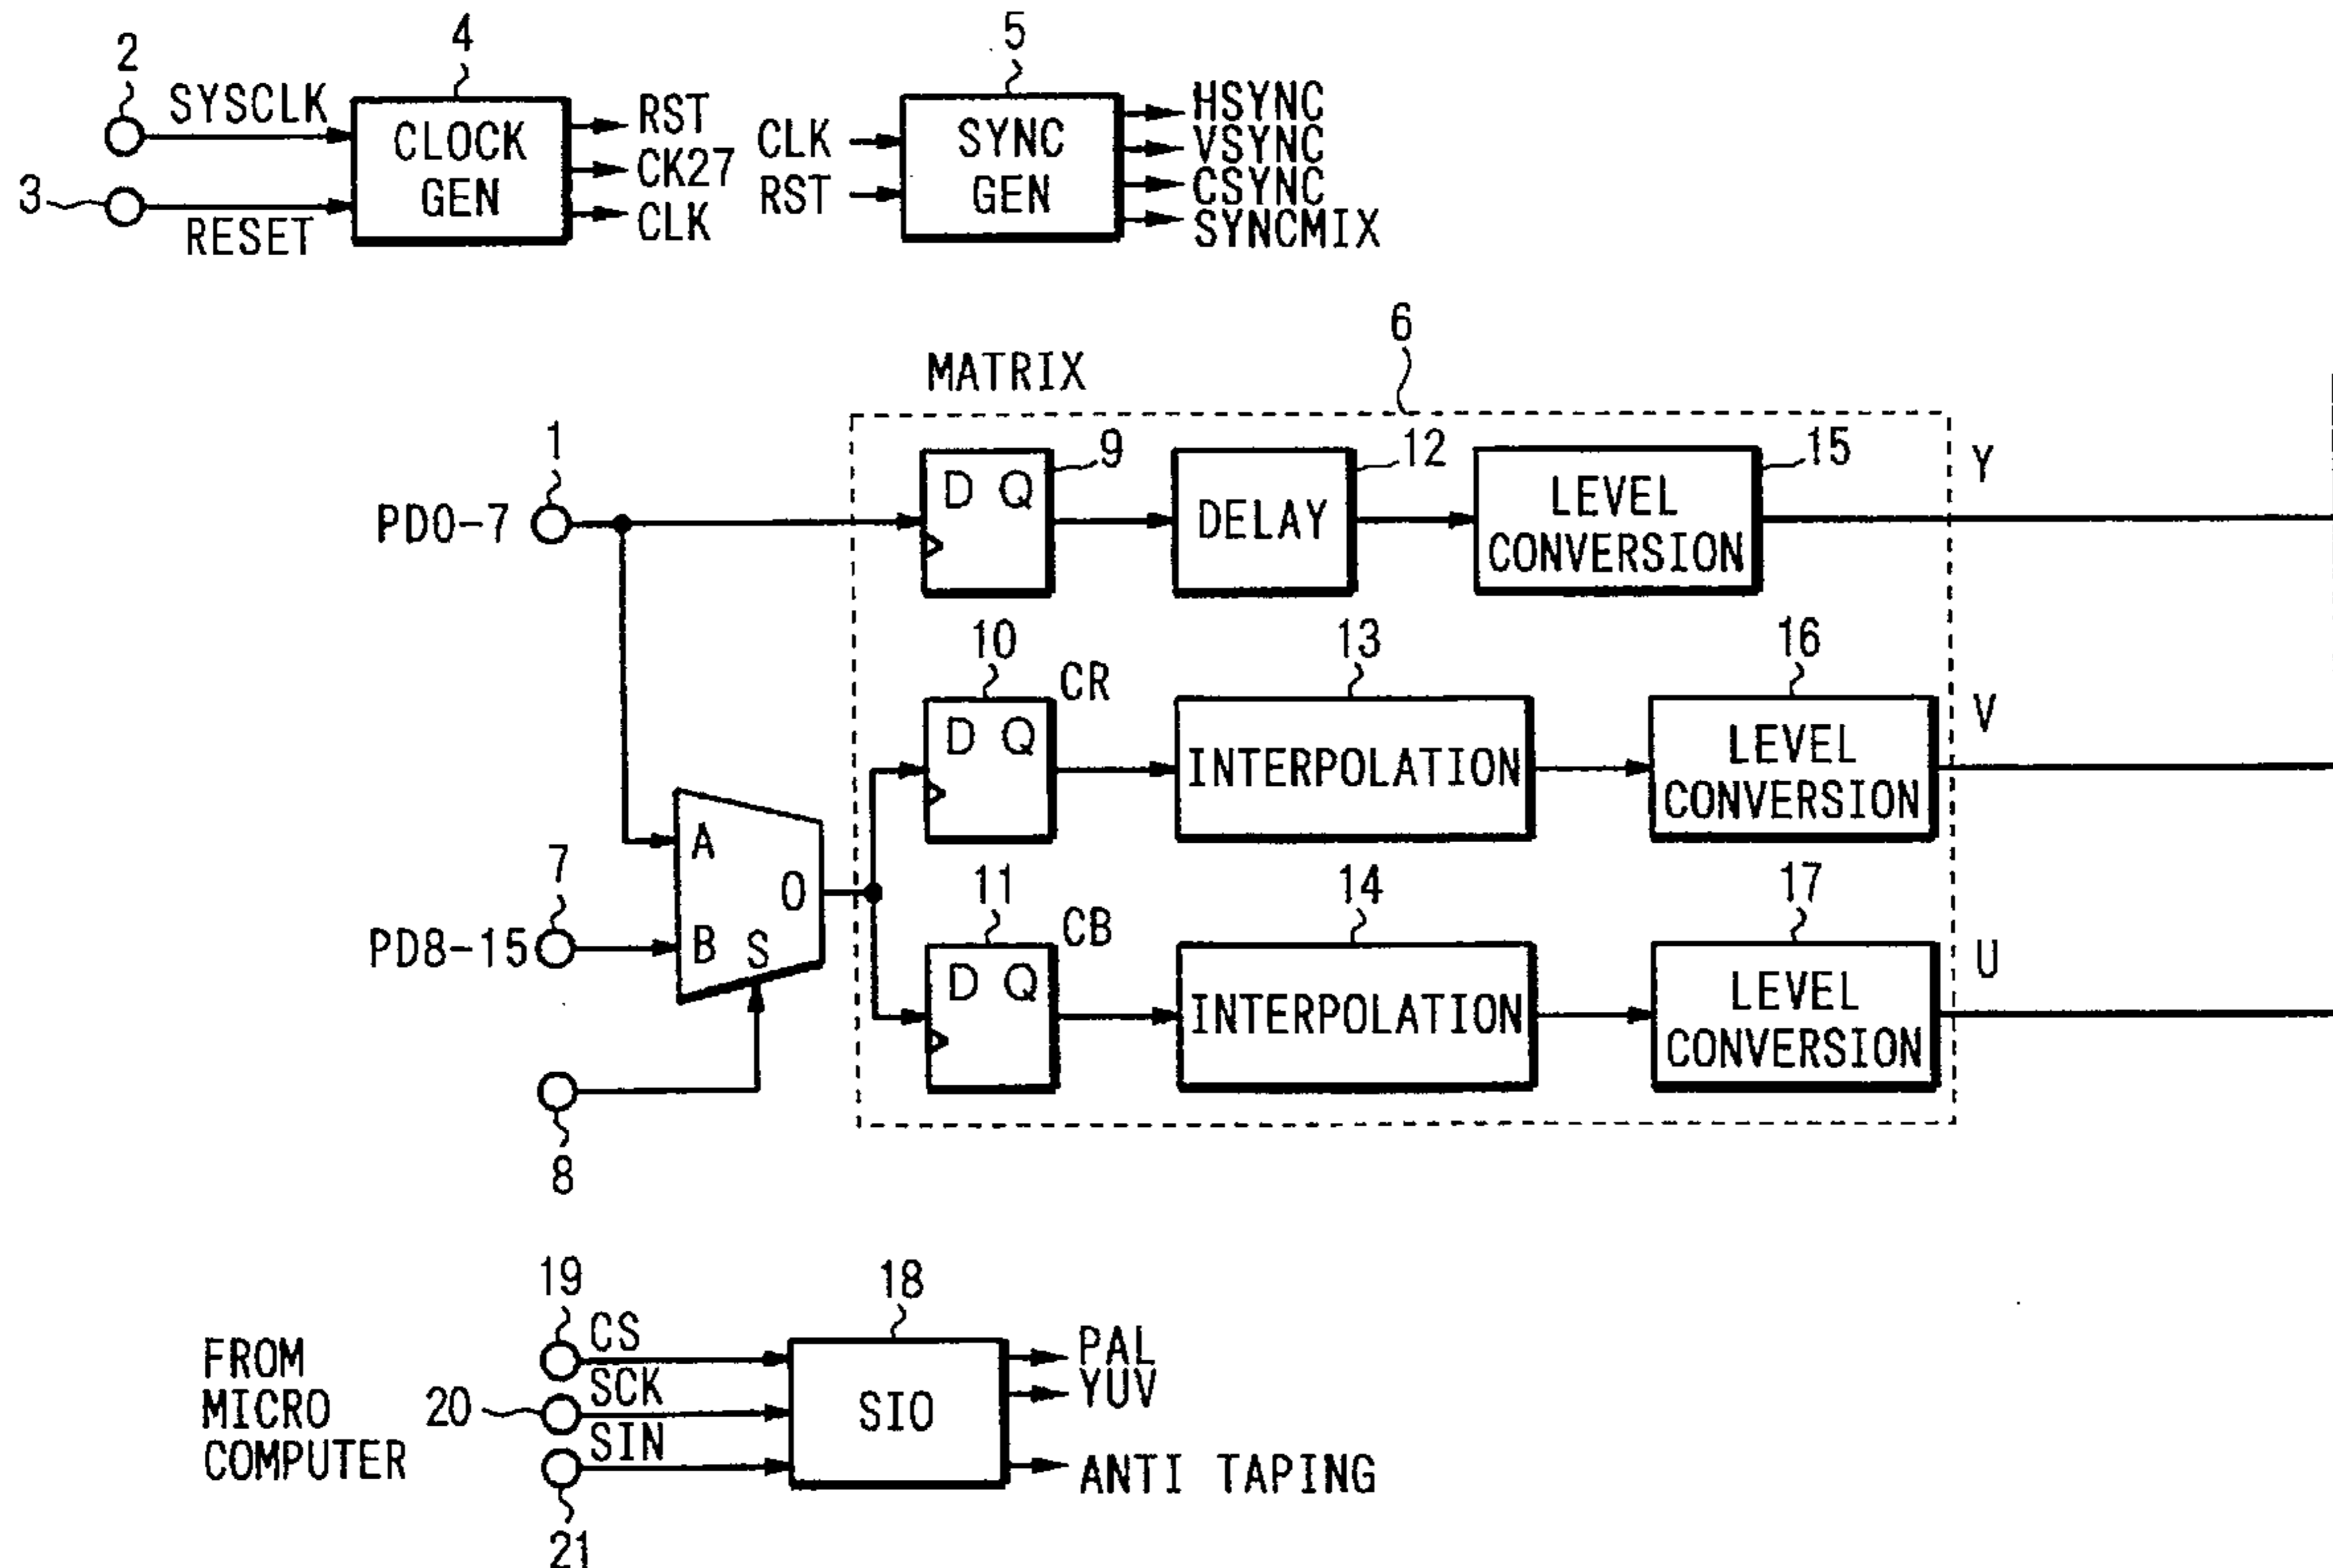 2
SYSCLK
3
RESET
4
CLOCK
GEN
RST
CK27
CLK
5
CLK
RST
SYNC
GEN
HSYNC
VSYNC
CSYNC
SYNCMIX
6
MATRIX
1
PD0-7
D Q
9
DELAY
12
LEVEL
CONVERSION
15
Y
10
D Q
CR
13
INTERPOLATION
16
LEVEL
CONVERSION
V
A
B
S
O
7
PD8-15
8
11
D Q
CB
14
INTERPOLATION
17
LEVEL
CONVERSION
U
FROM
MICRO
COMPUTER
19
CS
20
SCK
SIN
21
18
SIO
PAL
YUV
ANTI TAPING